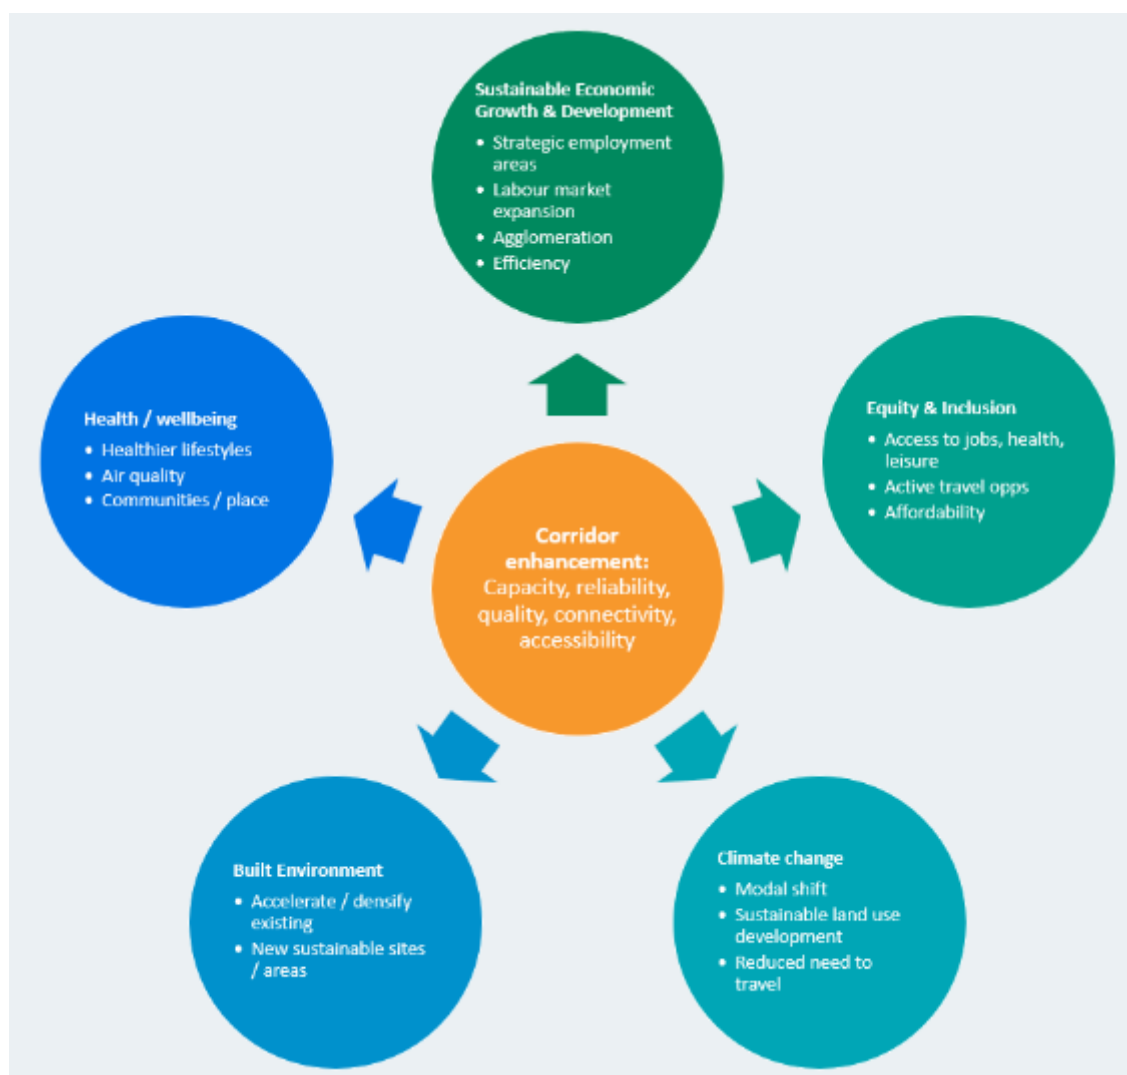 Sustainable Economic
Growth & Development
• Strategic employment
areas
• Labour market
expansion
• Agglomeration
• Efficiency
Health / wellbeing
• Healthier lifestyles
• Air quality
• Communities / place
Equity & Inclusion
• Access to jobs, health,
leisure
• Active travel opps
• Affordability
Corridor
enhancement:
Capacity, reliability,
quality, connectivity,
accessibility
Built Environment
• Accelerate / densify
existing
• New sustainable sites
/ areas
Climate change
• Modal shift
• Sustainable land use
development
• Reduced need to
travel